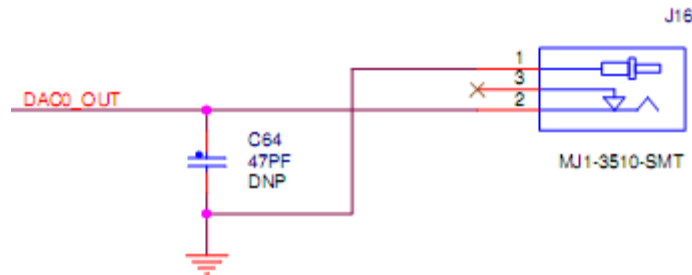 J16
1
3
DAC0_OUT
2
C64
47PF
DNP
MJ1-3510-SMT